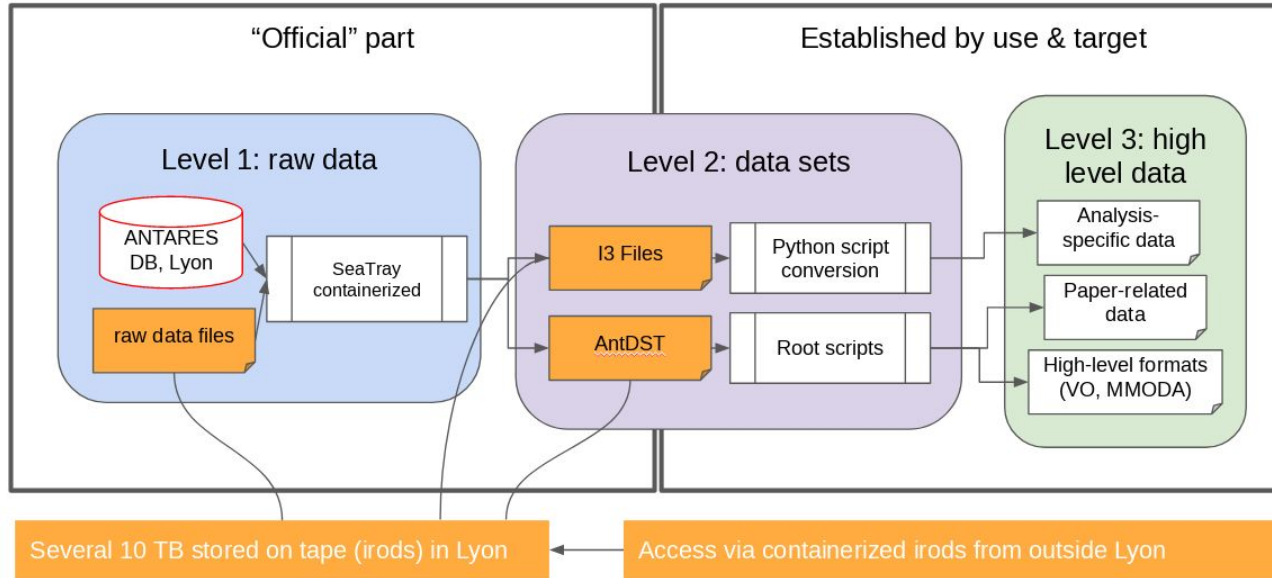 “Official” part
Established by use & target
Level 1: raw data
ANTARES
DB, Lyon
raw data files
SeaTray
containerized
Level 2: data sets
I3 Files
Python script
conversion
AntDST
Root scripts
Level 3: high
level data
Analysis-
specific data
Paper-related
data
High-level formats
(VO, MMODA)
Several 10 TB stored on tape (irods) in Lyon
Access via containerized irods from outside Lyon